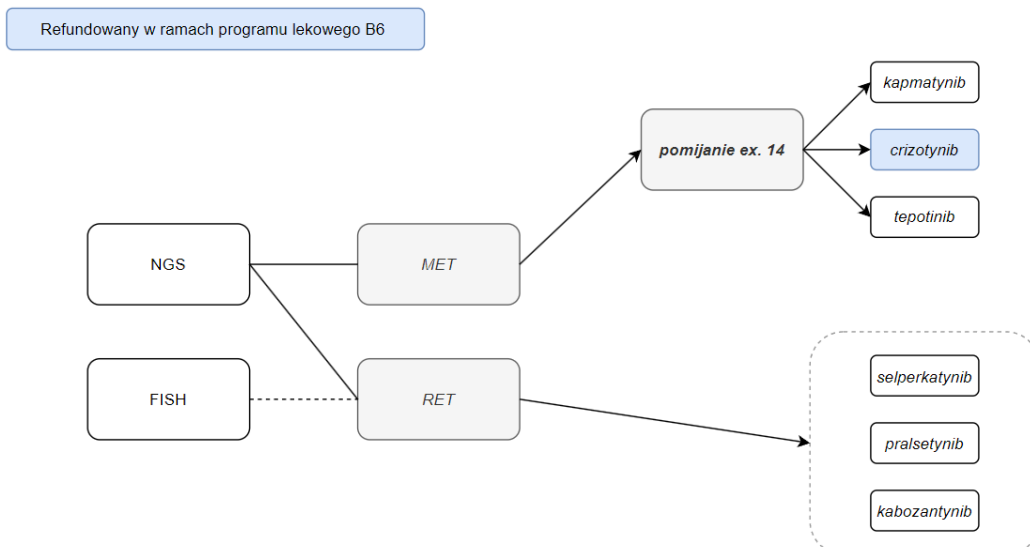 Refundowany w ramach programu lekowego B6
kapmatynib
pomijanie ex. 14
crizotynib
tepotinib
NGS
MET
FISH
RET
selperkatynib
pralsetynib
kabozantynib